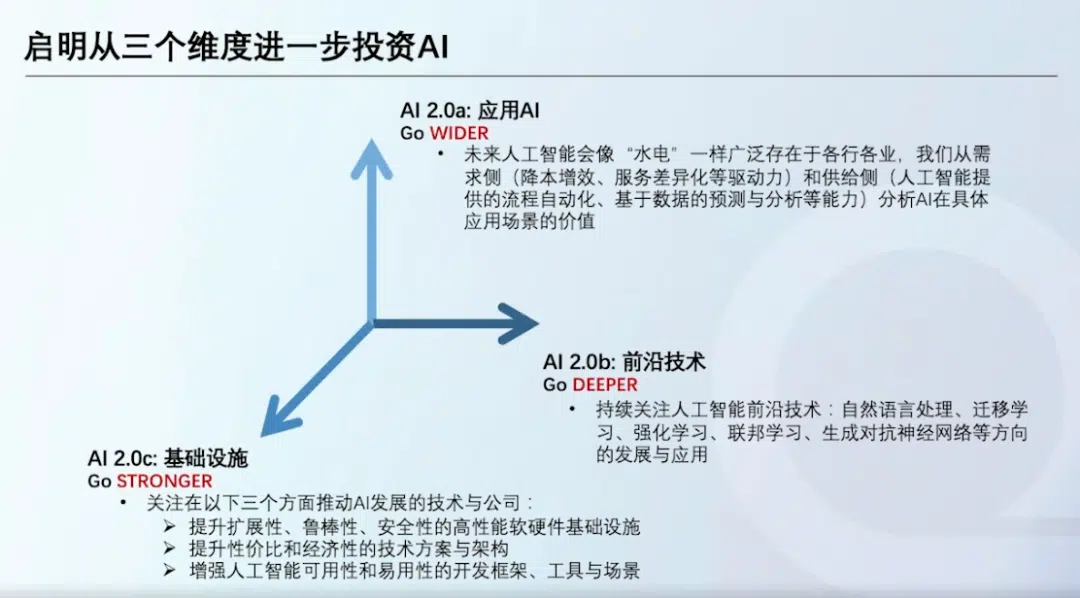 启明从三个维度进一步投资AI
AI 2.0a: 应用AI
Go WIDER
• 未来人工智能会像“水电”一样广泛存在于各行各业，我们从需
求侧（降本增效、服务差异化等驱动力）和供给侧（人工智能提
供的流程自动化、基于数据的预测与分析等能力）分析AI在具体
应用场景的价值
AI 2.0b: 前沿技术
Go DEEPER
• 持续关注人工智能前沿技术：自然语言处理、迁移学
习、强化学习、联邦学习、生成对抗神经网络等方向
的发展与应用
AI 2.0c: 基础设施
Go STRONGER
• 关注在以下三个方面推动AI发展的技术与公司：
➢ 提升扩展性、鲁棒性、安全性的高性能软硬件基础设施
➢ 提升性价比和经济性的技术方案与架构
➢ 增强人工智能可用性和易用性的开发框架、工具与场景